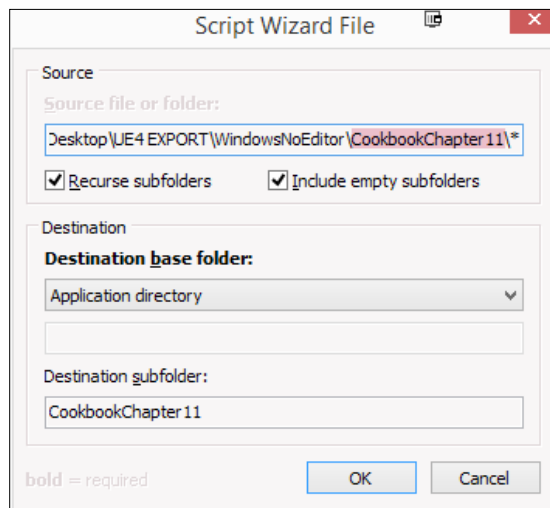 Script Wizard File
Source
Source file or folder:
Desktop\UE4 EXPORT\WindowsNoEditor\CookbookChapter11\*
Recurse subfolders
Include empty subfolders
Destination
Destination base folder:
Application directory
Destination subfolder:
CookbookChapter11
bold = required
OK
Cancel